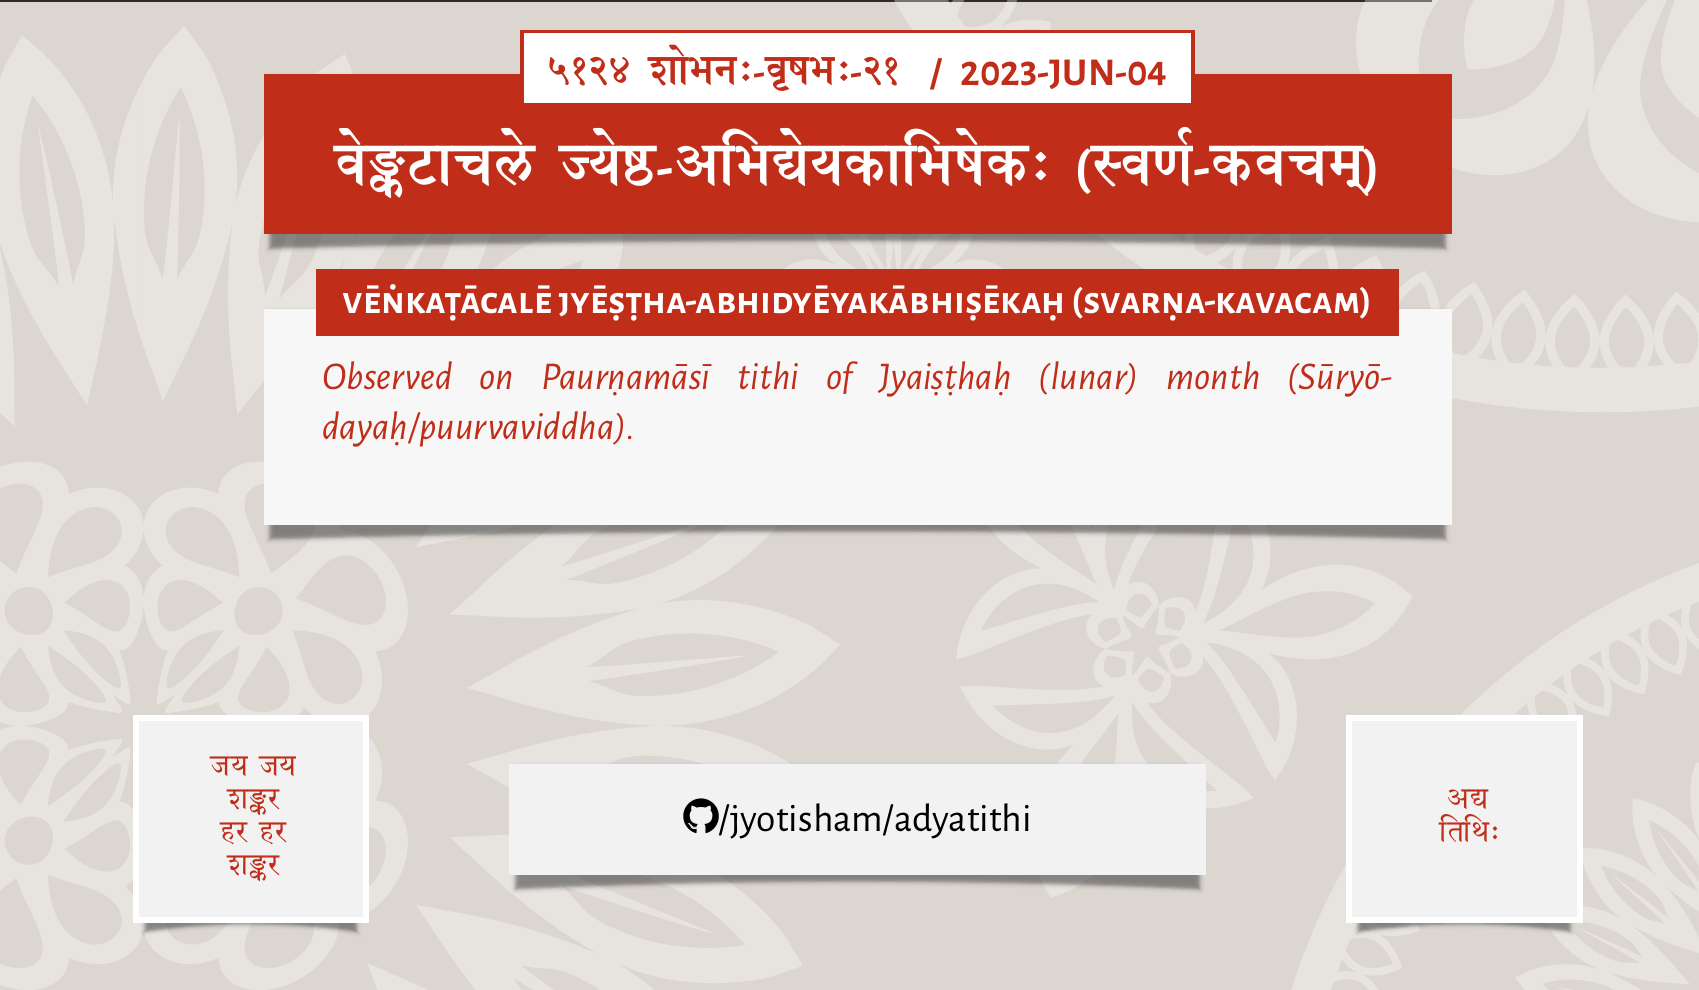 ५१२४ शोभनः-वृषभः-२१ / 2023-JUN-04
वेङ्कटाचले ज्येष्ठ-अभिद्येयकाभिषेकः (स्वर्ण-कवचम्)
VĒṄKAṬĀCALĒ JYĒṢṬHA-ABHIDYĒYAKĀBHIṢĒKAḤ (SVARṆA-KAVACAM)
Observed on Paurṇamāsī tithi of Jyaiṣṭhaḥ (lunar) month (Sūryō-
dayaḥ/puurvaviddha).
जय जय
शङ्कर
हर हर
शङ्कर
/jyotisham/adyatithi
अद्य
तिथिः